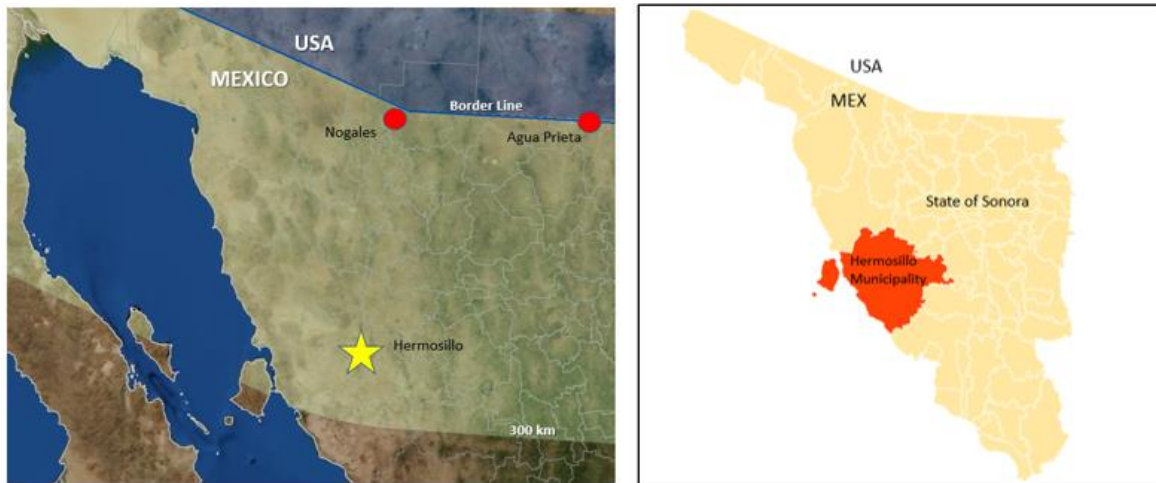 USA
MEXICO
Border Line
Nogales
Agua Prieta
Hermosillo
300 km
USA
MEX
State of Sonora
Hermosillo
Municipality